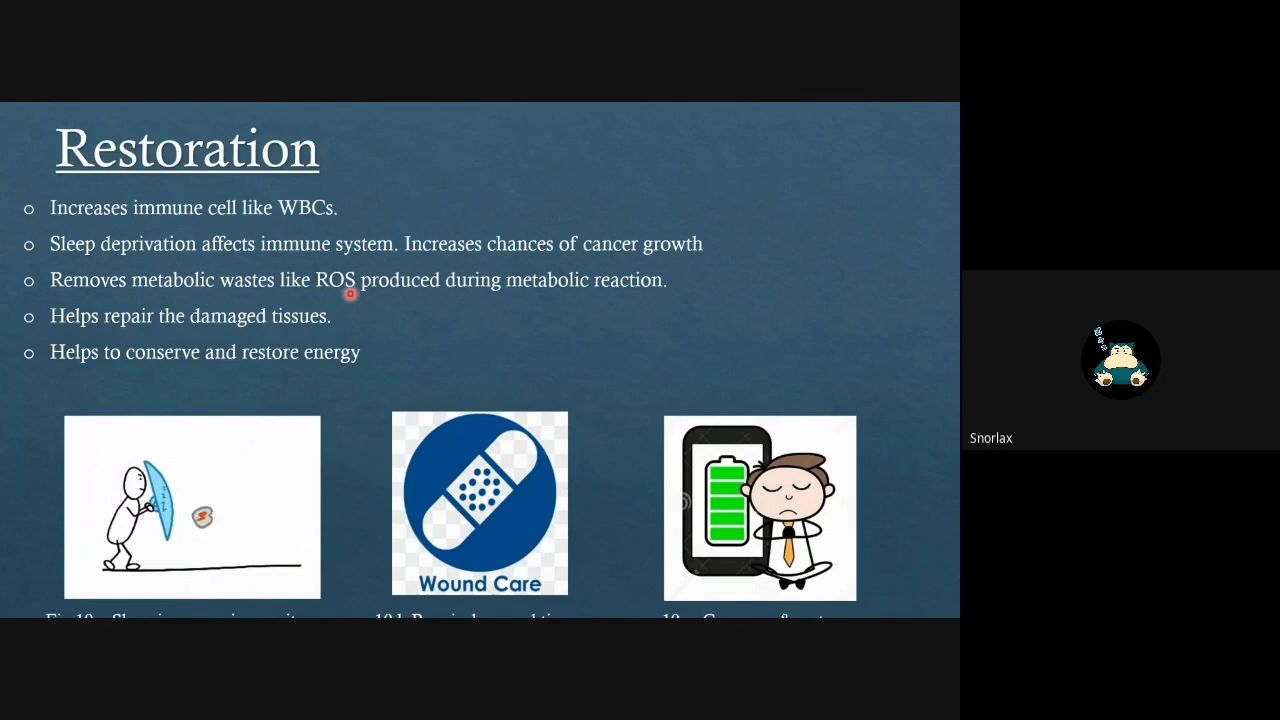 Restoration
Increases immune cell like WBCs.
Sleep deprivation affects immune system. Increases chances of cancer growth
Removes metabolic wastes like ROS produced during metabolic reaction.
Helps repair the damaged tissues.
Helps to conserve and restore energy
Wound Care
Snorlax